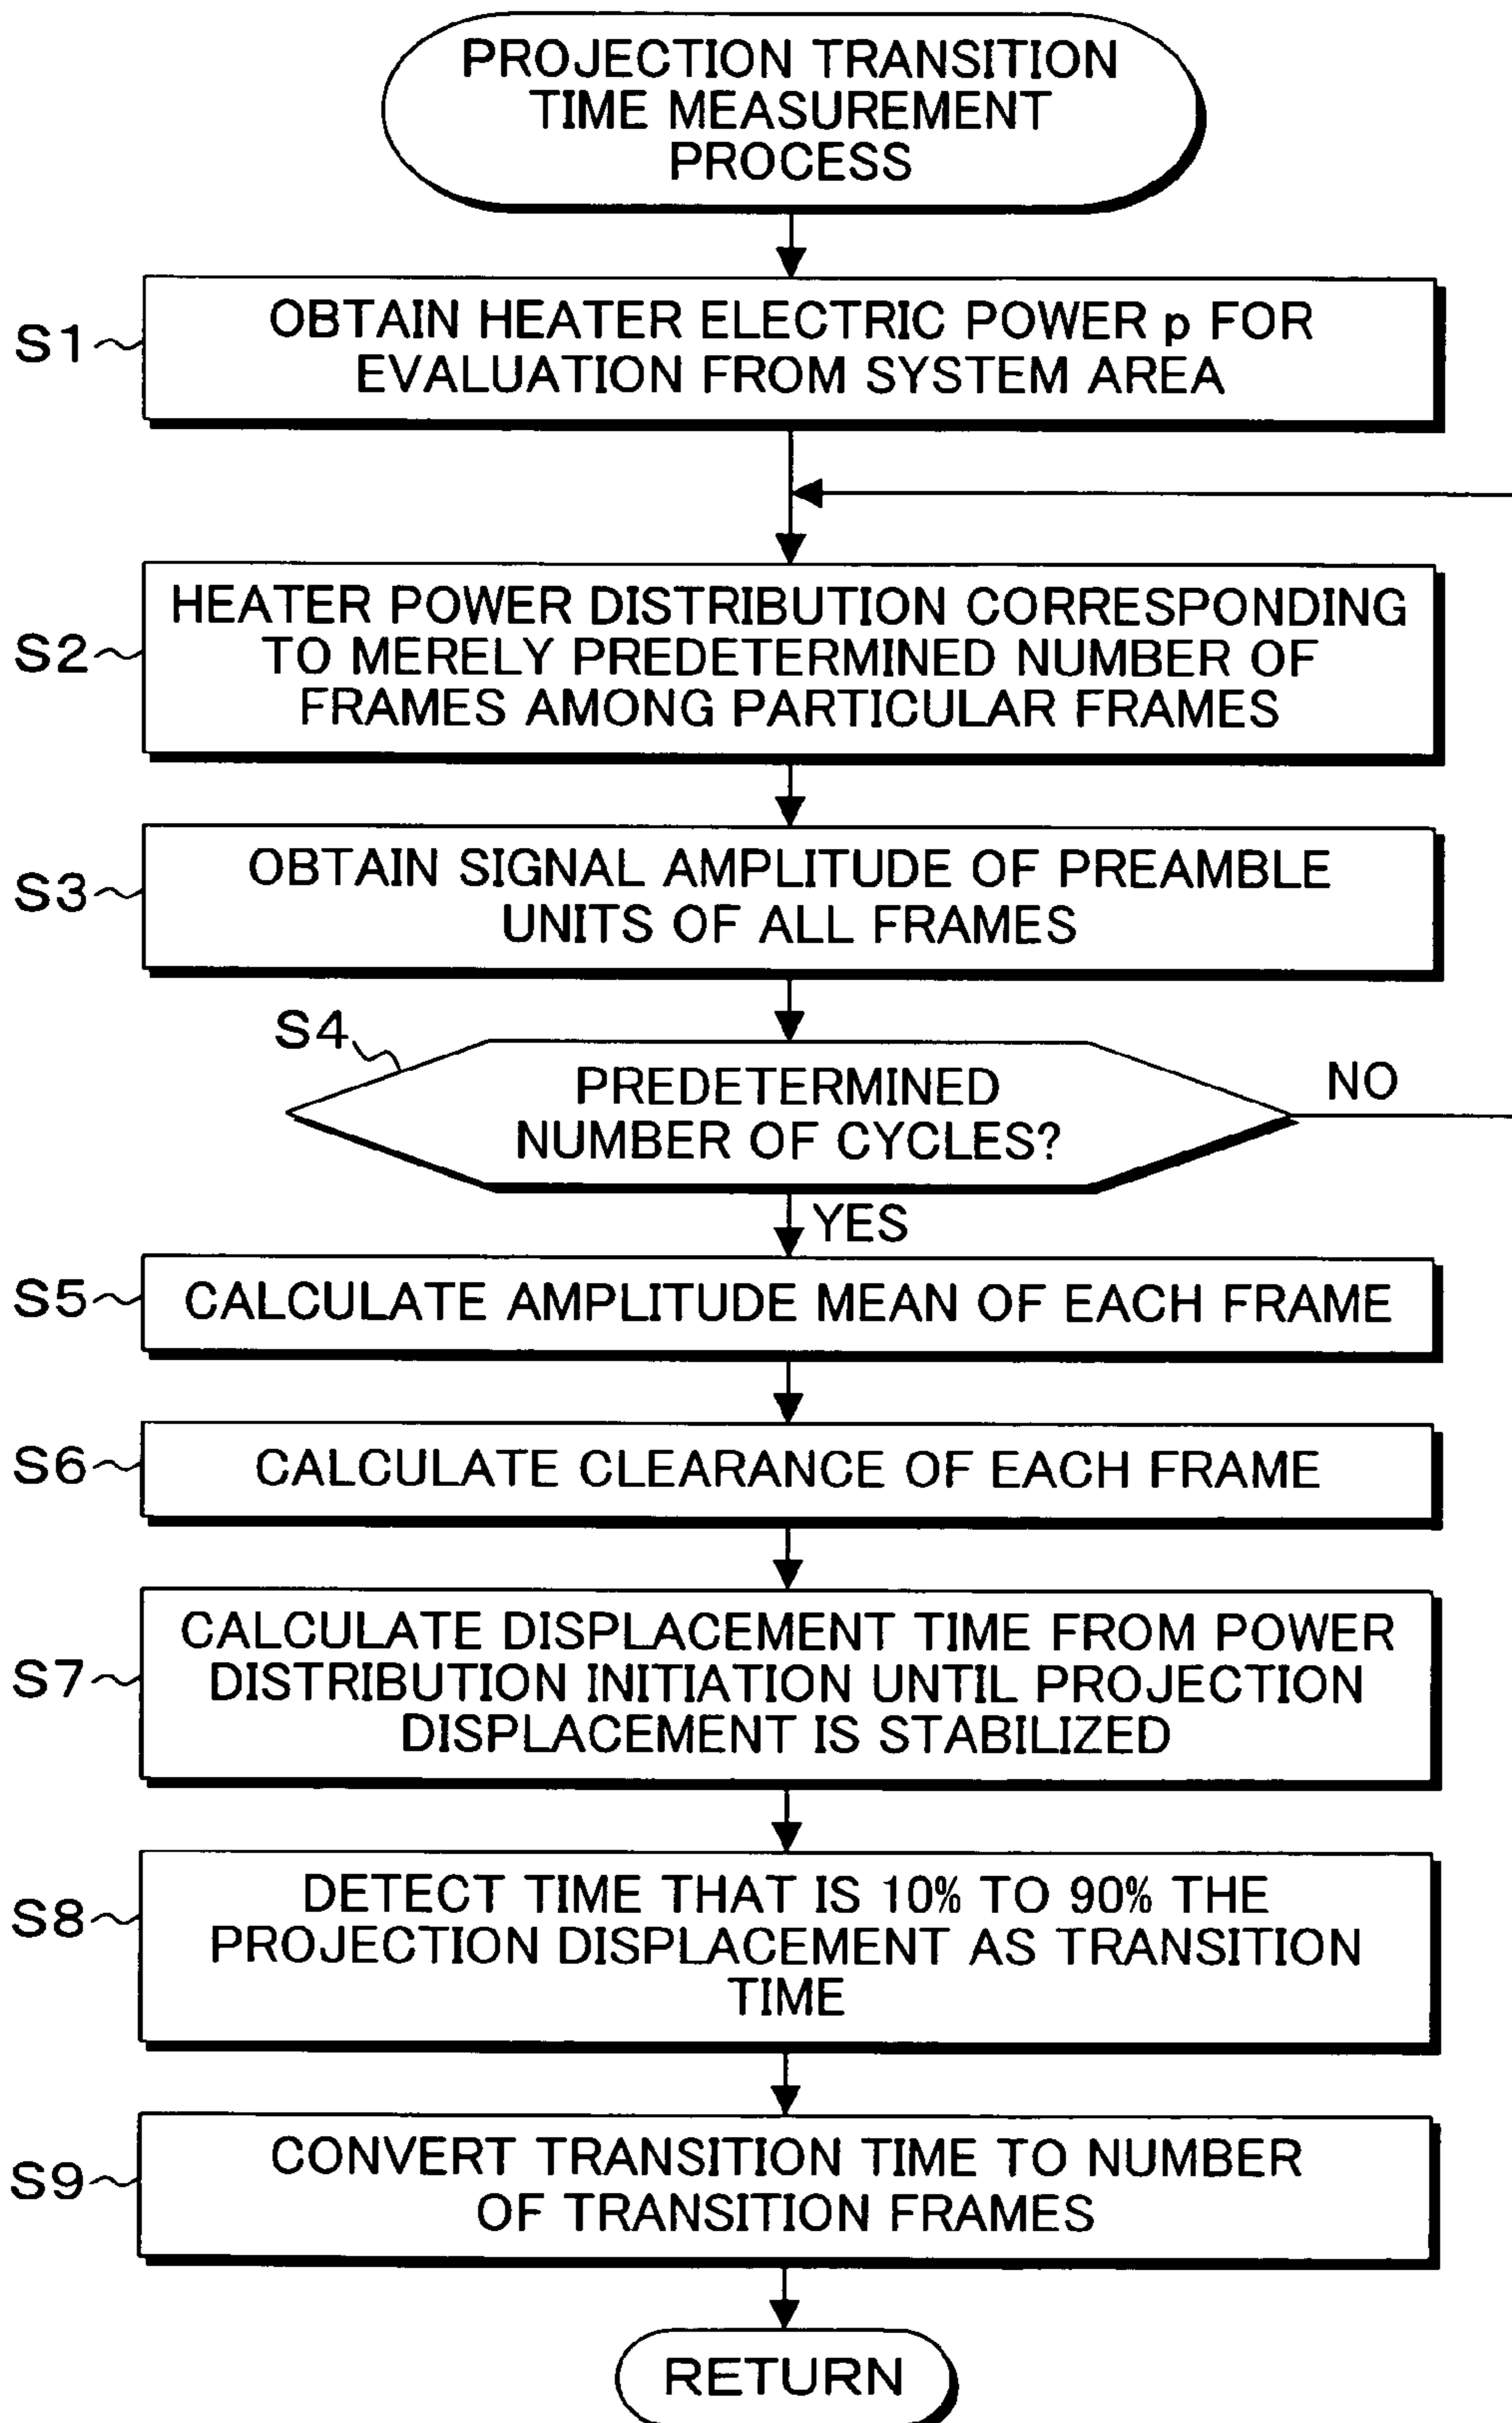 PROJECTION TRANSITION
TIME MEASUREMENT
PROCESS
S1
OBTAIN HEATER ELECTRIC POWER p FOR
EVALUATION FROM SYSTEM AREA
S2
HEATER POWER DISTRIBUTION CORRESPONDING
TO MERELY PREDETERMINED NUMBER OF
FRAMES AMONG PARTICULAR FRAMES
S3
OBTAIN SIGNAL AMPLITUDE OF PREAMBLE
UNITS OF ALL FRAMES
S4
PREDETERMINED
NUMBER OF CYCLES?
NO
YES
S5
CALCULATE AMPLITUDE MEAN OF EACH FRAME
S6
CALCULATE CLEARANCE OF EACH FRAME
S7
CALCULATE DISPLACEMENT TIME FROM POWER
DISTRIBUTION INITIATION UNTIL PROJECTION
DISPLACEMENT IS STABILIZED
S8
DETECT TIME THAT IS 10% TO 90% THE
PROJECTION DISPLACEMENT AS TRANSITION
TIME
S9
CONVERT TRANSITION TIME TO NUMBER
OF TRANSITION FRAMES
RETURN